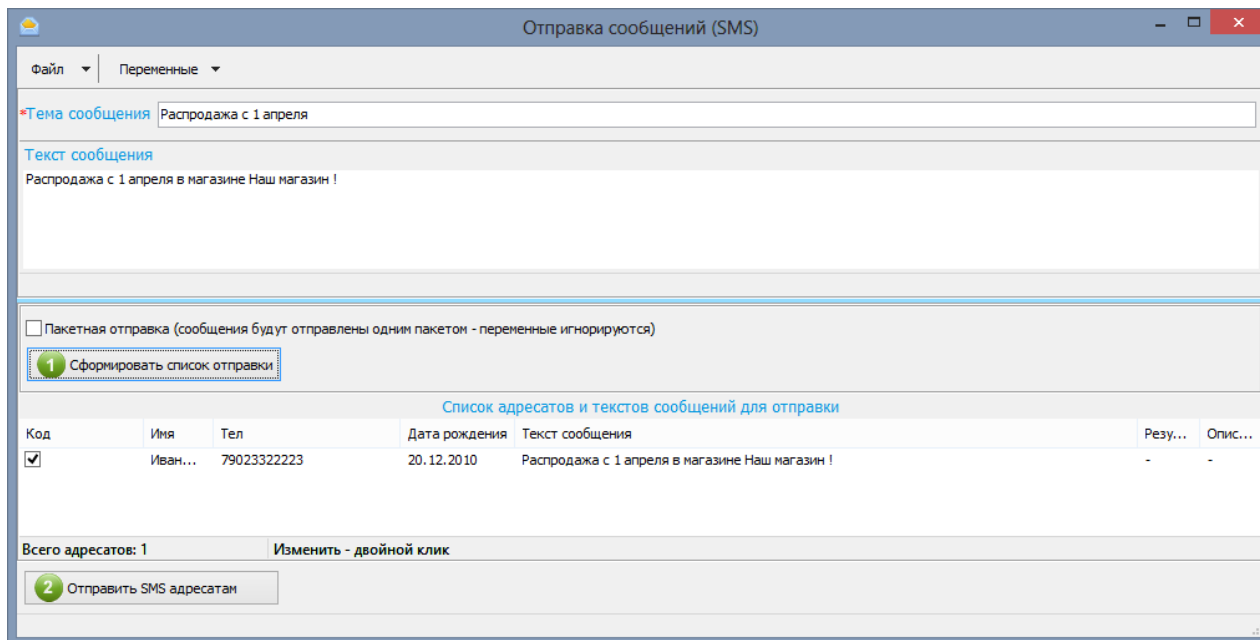 Отправка сообщений (SMS)
Файл Переменные
*Тема сообщения Распродажа с 1 апреля
Текст сообщения
Распродажа с 1 апреля в магазине Наш магазин !
Пакетная отправка (сообщения будут отправлены одним пакетом - переменные игнорируются)
1 Сформировать список отправки
Список адресатов и текстов сообщений для отправки
Код Имя Тел Дата рождения Текст сообщения Резу... Опис...
Иван... 79023322223 20.12.2010 Распродажа с 1 апреля в магазине Наш магазин ! - -
Всего адресатов: 1 Изменить - двойной клик
2 Отправить SMS адресатам